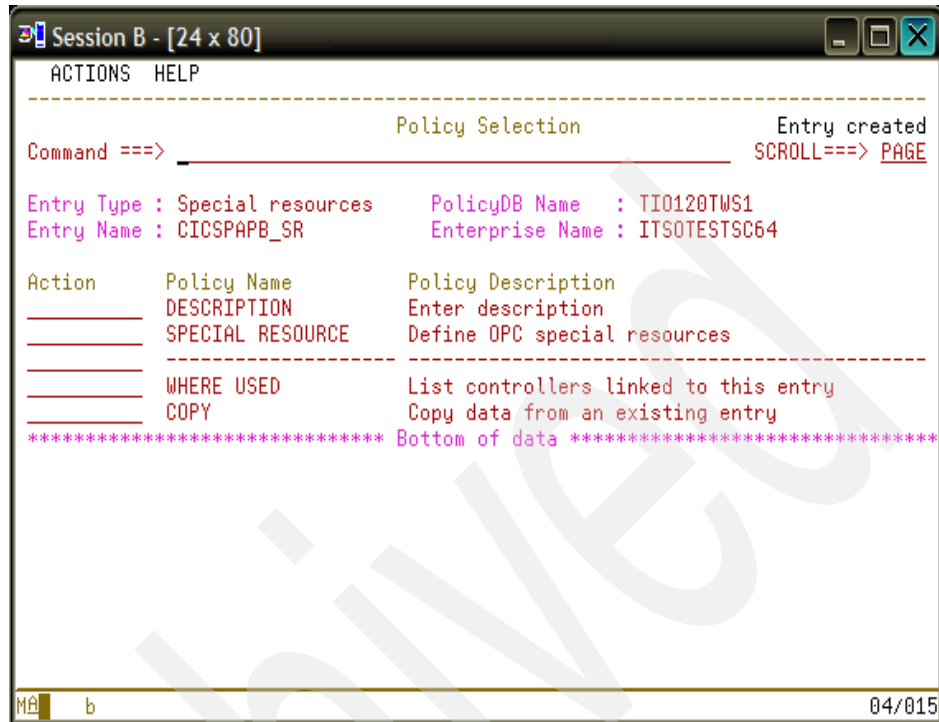 Session B - [24 x 80]
ACTIONS HELP
--------------------------------------------------------------------------------
Policy Selection Entry created
Command ===> SCROLL===> PAGE
Entry Type : Special resources PolicyDB Name : TIO120TWS1
Entry Name : CICSPAPB_SR Enterprise Name : ITSOTESTSC64
Action Policy Name Policy Description
DESCRIPTION Enter description
SPECIAL RESOURCE Define OPC special resources
-------------------- ---------------------------------------------
WHERE USED List controllers linked to this entry
COPY Copy data from an existing entry
******************************* Bottom of data ********************************
MA b 04/015
hived